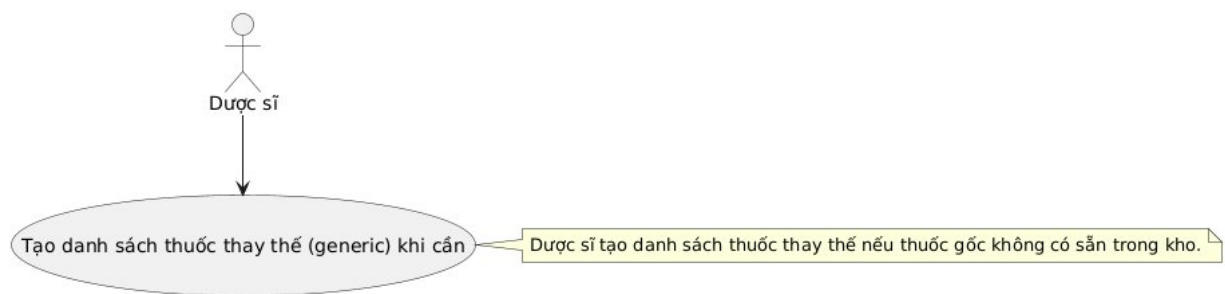 Dược sĩ
Tạo danh sách thuốc thay thế (generic) khi cần
Dược sĩ tạo danh sách thuốc thay thế nếu thuốc gốc không có sẵn trong kho.